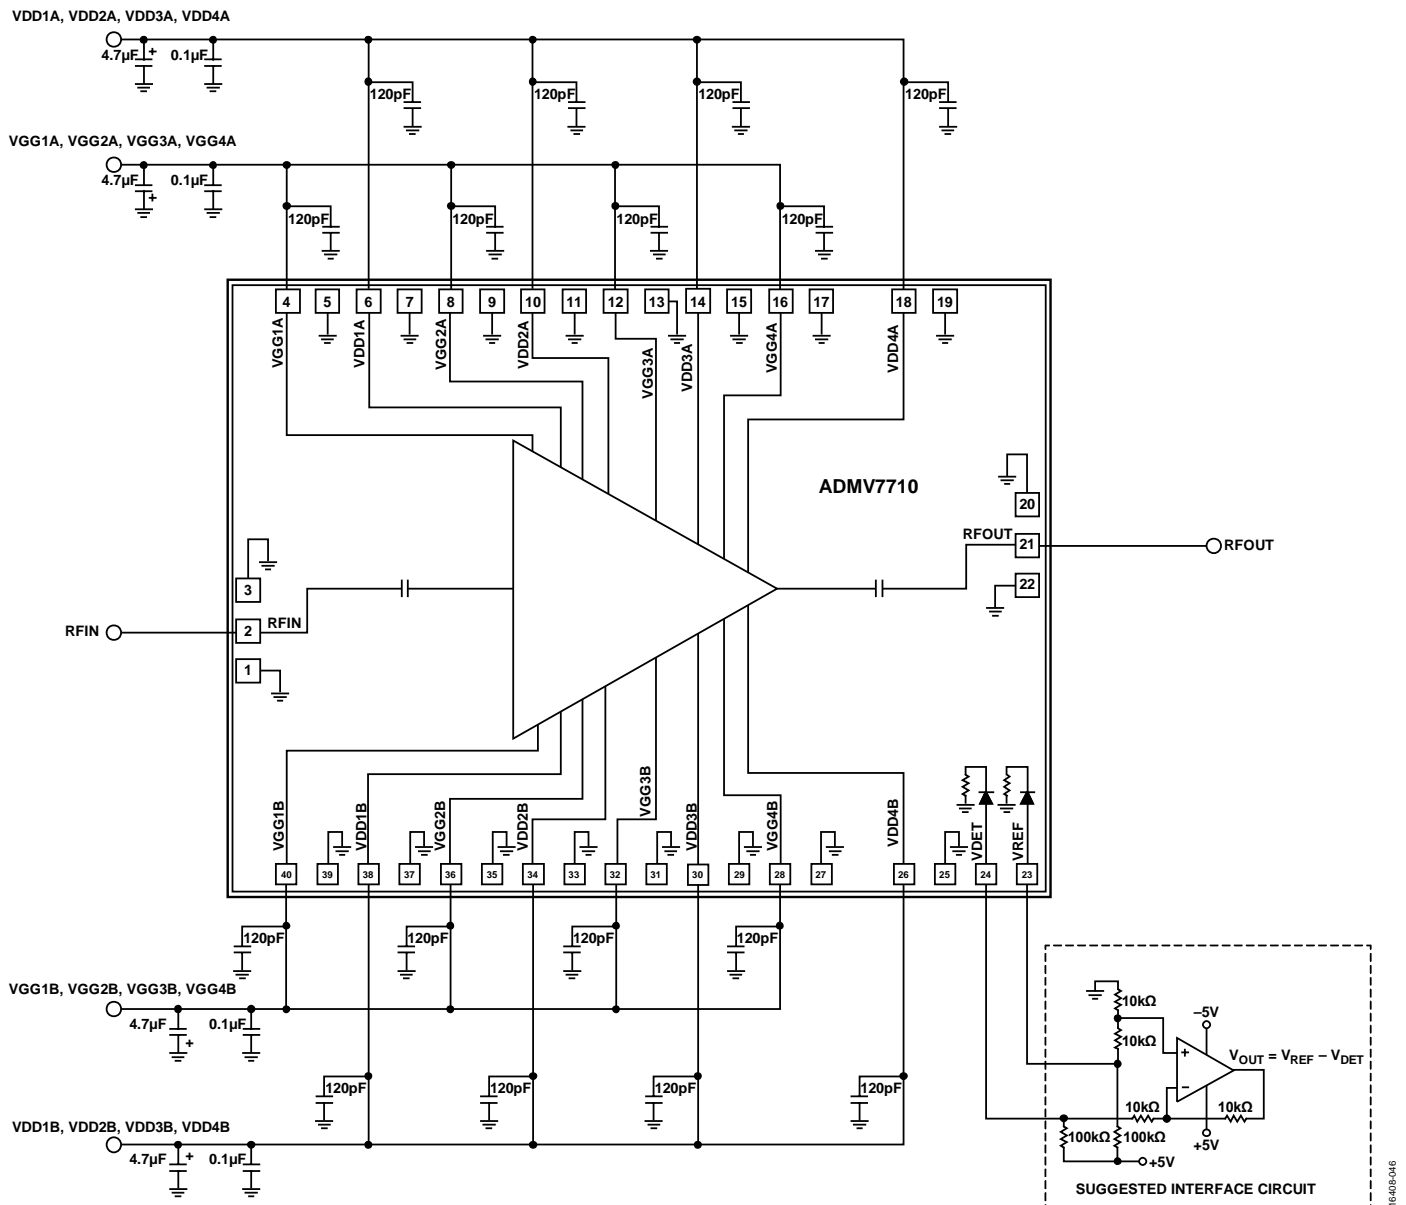 VDD1A, VDD2A, VDD3A, VDD4A
4.7µF + 0.1µF
120pF 120pF 120pF 120pF
VGG1A, VGG2A, VGG3A, VGG4A
4.7µF + 0.1µF
120pF 120pF 120pF 120pF
4 5 6 7 8 9 10 11 12 13 14 15 16 17 18 19
VGG1A VDD1A VGG2A VDD2A VGG3A VDD3A VGG4A VDD4A
ADMV7710
20
RFOUT 21 RFOUT
22
3
RFIN 2 RFIN
1
VGG1B VDD1B VGG2B VDD2B VGG3B VDD3B VGG4B VDD4B VDET VREF
40 39 38 37 36 35 34 33 32 31 30 29 28 27 26 25 24 23
120pF 120pF 120pF 120pF
VGG1B, VGG2B, VGG3B, VGG4B
4.7µF + 0.1µF
120pF 120pF 120pF 120pF
VDD1B, VDD2B, VDD3B, VDD4B
4.7µF + 0.1µF
10kΩ
–5V
10kΩ
+
VOUT = VREF – VDET
–
10kΩ 10kΩ
100kΩ 100kΩ
+5V
+5V
SUGGESTED INTERFACE CIRCUIT
16408-046